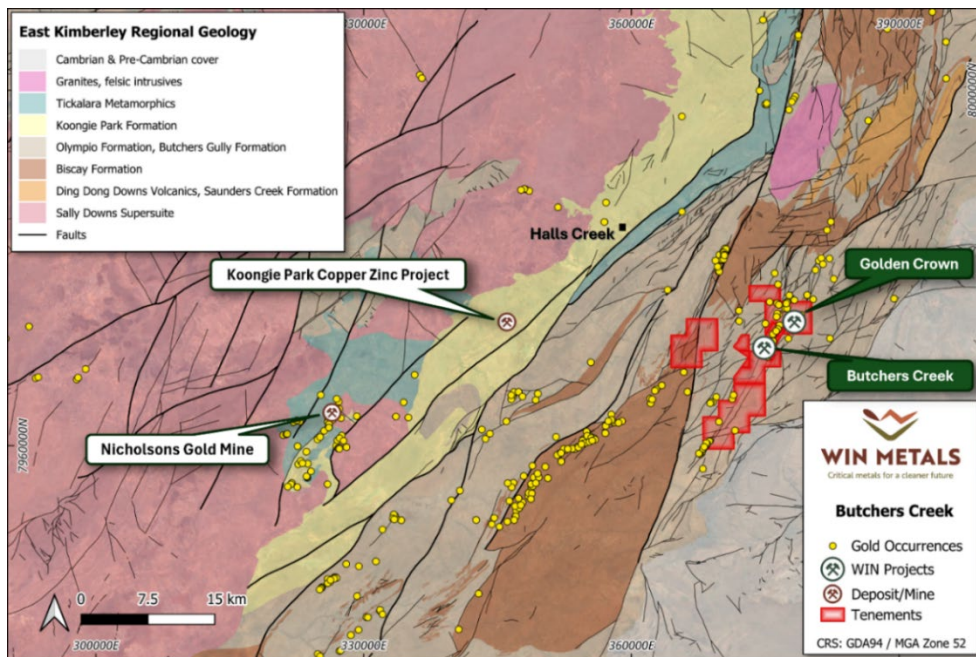 330000E
360000E
390000E
East Kimberley Regional Geology
Cambrian & Pre-Cambrian cover
Granites, felsic intrusives
Tickalara Metamorphics
Koongie Park Formation
Olympio Formation, Butchers Gully Formation
Biscay Formation
Ding Dong Downs Volcanics, Saunders Creek Formation
Sally Downs Supersuite
Faults
8000000N
Halls Creek
Koongie Park Copper Zinc Project
Golden Crown
Butchers Creek
7960000N
Nicholsons Gold Mine
WIN METALS
Critical metals for a cleaner future
Butchers Creek
Gold Occurrences
WIN Projects
Deposit/Mine
Tenements
CRS: GDA94 / MGA Zone 52
0 7.5 15 km
300000E
330000E
360000E